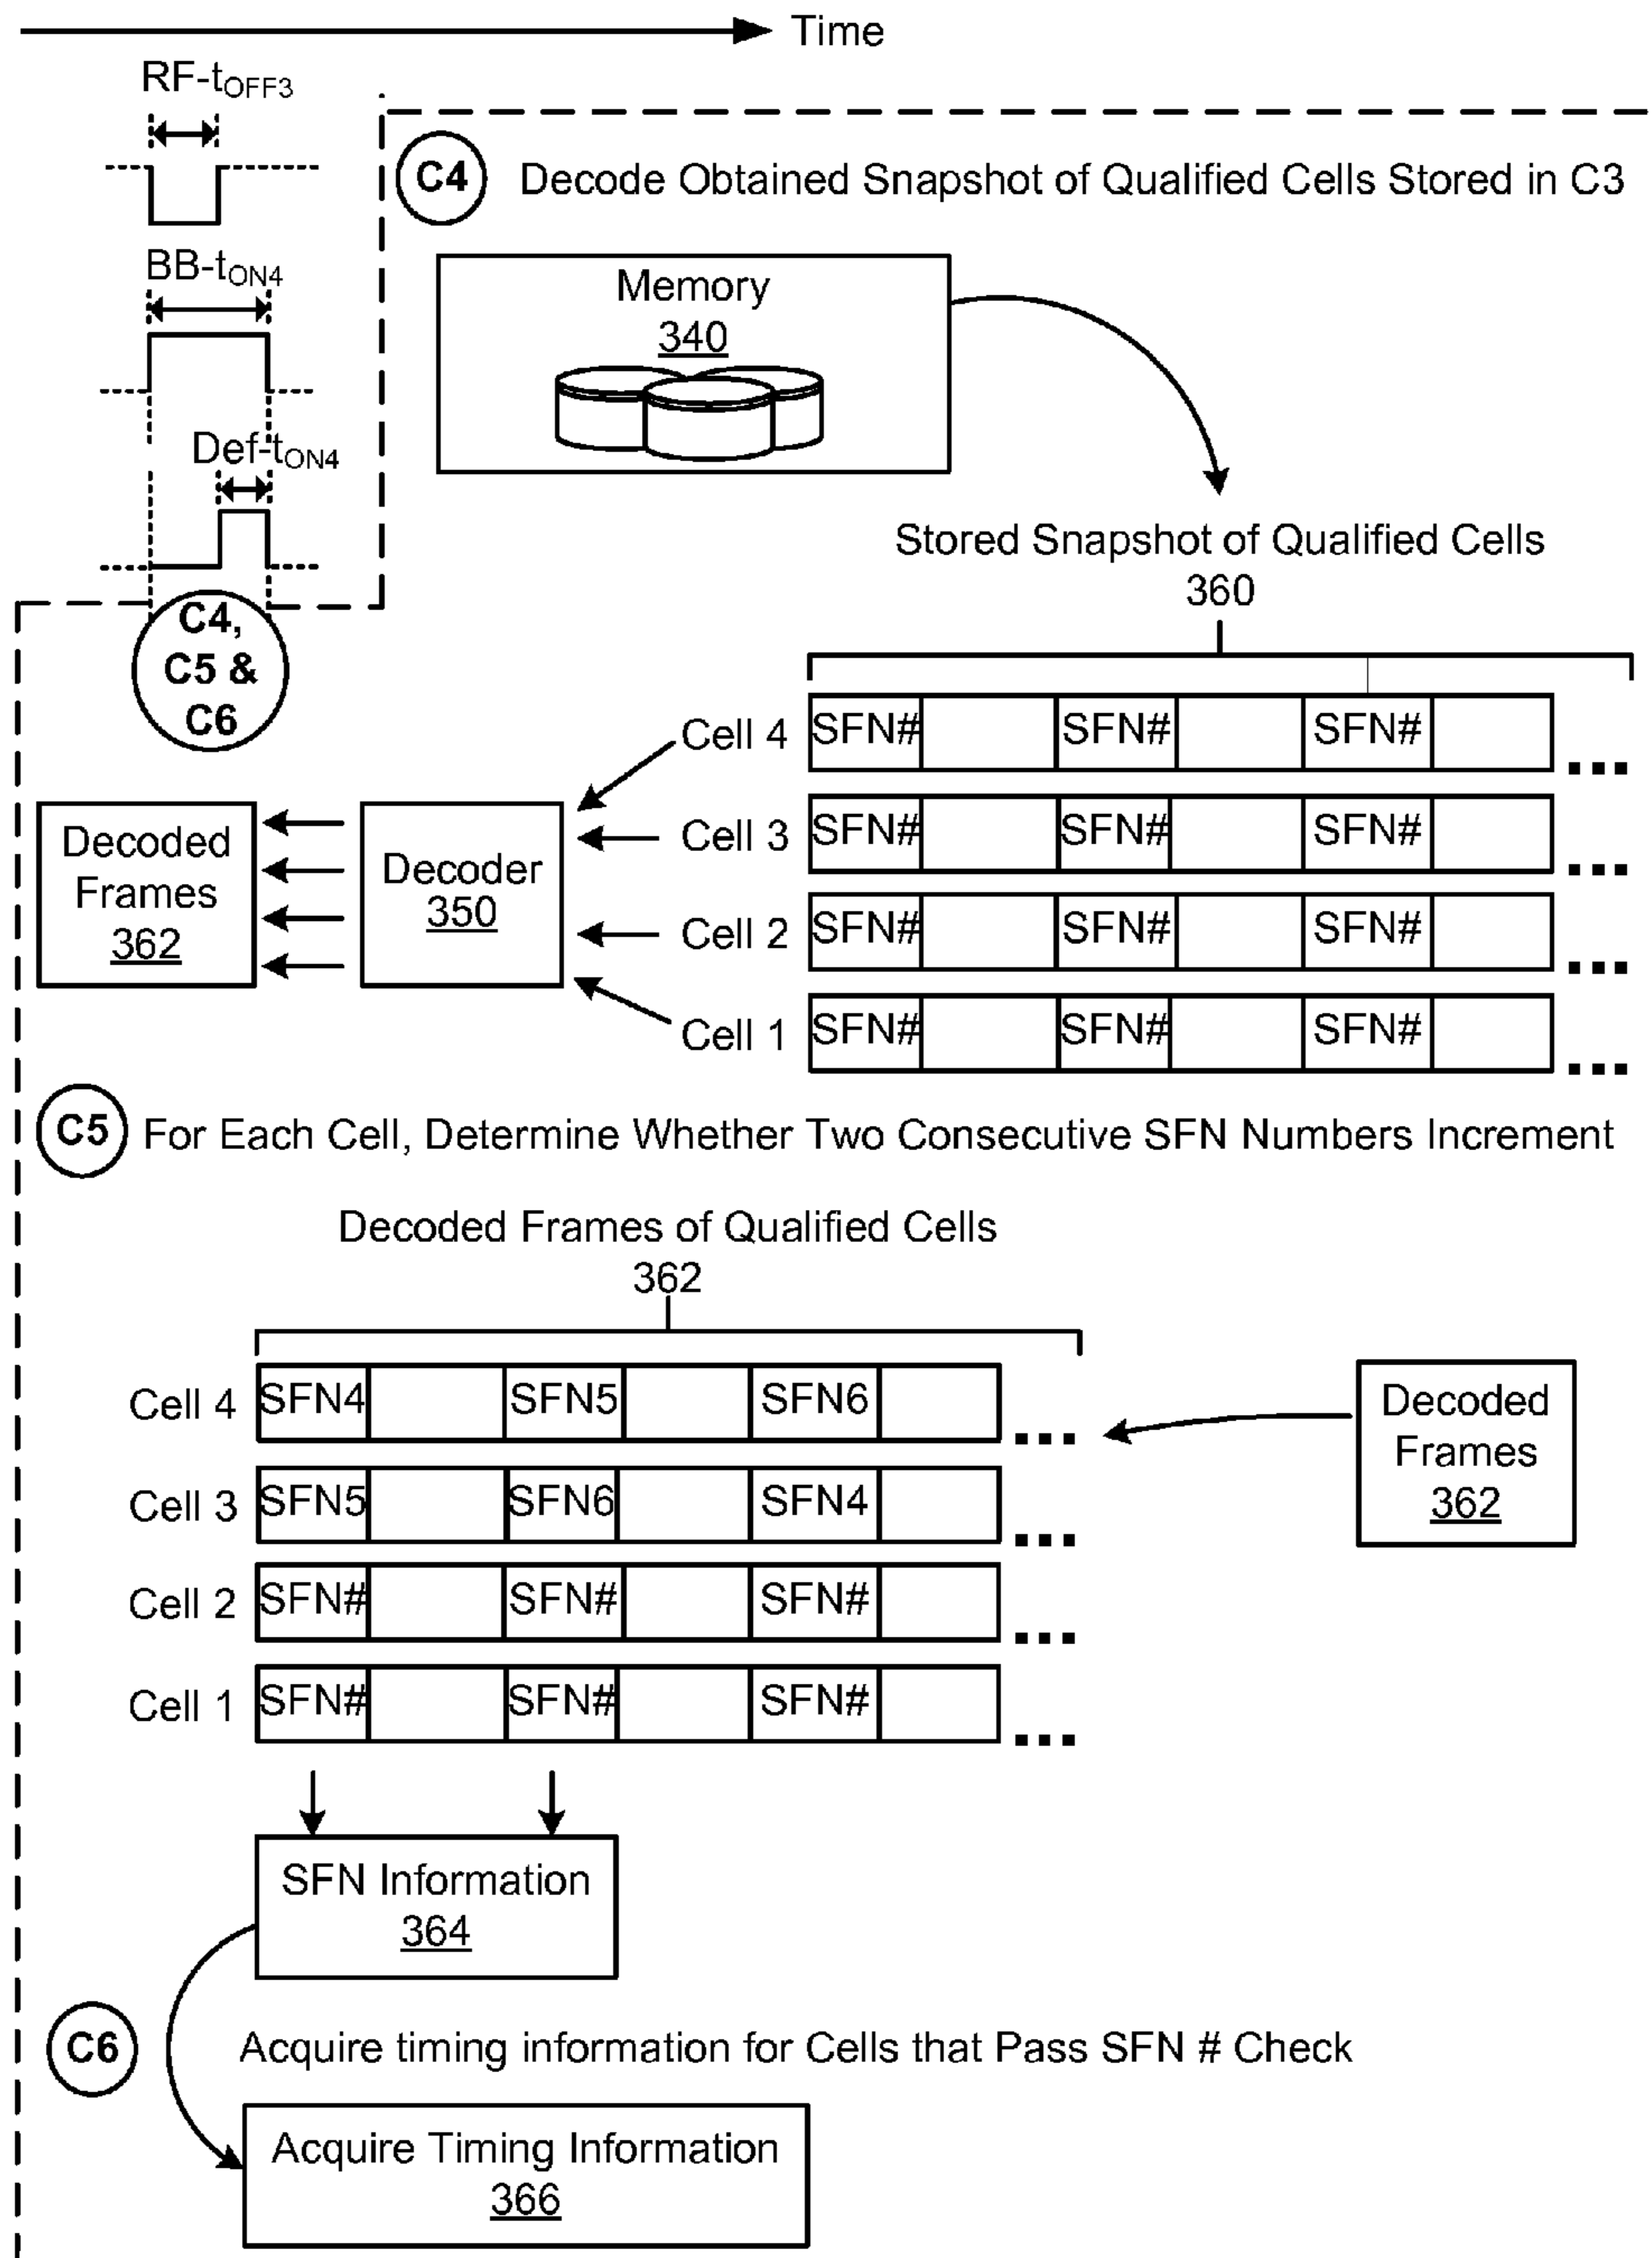 Time
RF-tOFF3
C4 Decode Obtained Snapshot of Qualified Cells Stored in C3
BB-tON4
Memory
340
Def-tON4
Stored Snapshot of Qualified Cells
360
C4,
C5 &
C6
Cell 4 SFN# SFN# SFN# ...
Cell 3 SFN# SFN# SFN# ...
Cell 2 SFN# SFN# SFN# ...
Cell 1 SFN# SFN# SFN# ...
Decoder
350
Decoded
Frames
362
C5 For Each Cell, Determine Whether Two Consecutive SFN Numbers Increment
Decoded Frames of Qualified Cells
362
Cell 4 SFN4 SFN5 SFN6 ...
Cell 3 SFN5 SFN6 SFN4 ...
Cell 2 SFN# SFN# SFN# ...
Cell 1 SFN# SFN# SFN# ...
Decoded
Frames
362
SFN Information
364
C6 Acquire timing information for Cells that Pass SFN # Check
Acquire Timing Information
366